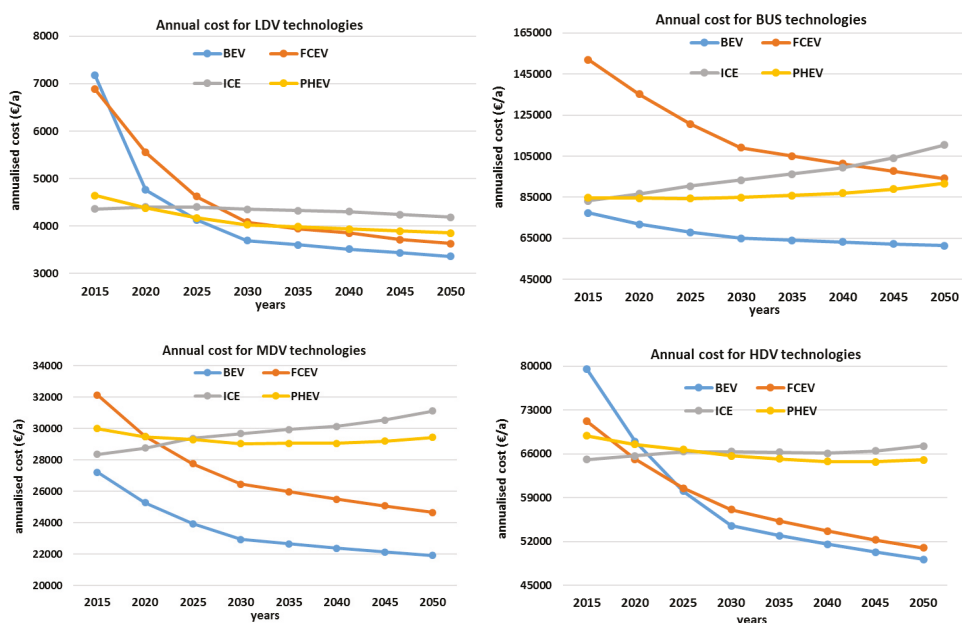 Annual cost for LDV technologies
8000
7000
6000
5000
4000
3000
annualised cost (€/a)
BEV FCEV
ICE PHEV
2015 2020 2025 2030 2035 2040 2045 2050
years
Annual cost for BUS technologies
165000
145000
125000
105000
85000
65000
45000
annualised cost (€/a)
BEV FCEV
ICE PHEV
2015 2020 2025 2030 2035 2040 2045 2050
years
Annual cost for MDV technologies
34000
32000
30000
28000
26000
24000
22000
20000
annualised cost (€/a)
BEV FCEV
ICE PHEV
2015 2020 2025 2030 2035 2040 2045 2050
years
Annual cost for HDV technologies
80000
73000
66000
59000
52000
45000
annualised cost (€/a)
BEV FCEV
ICE PHEV
2015 2020 2025 2030 2035 2040 2045 2050
years